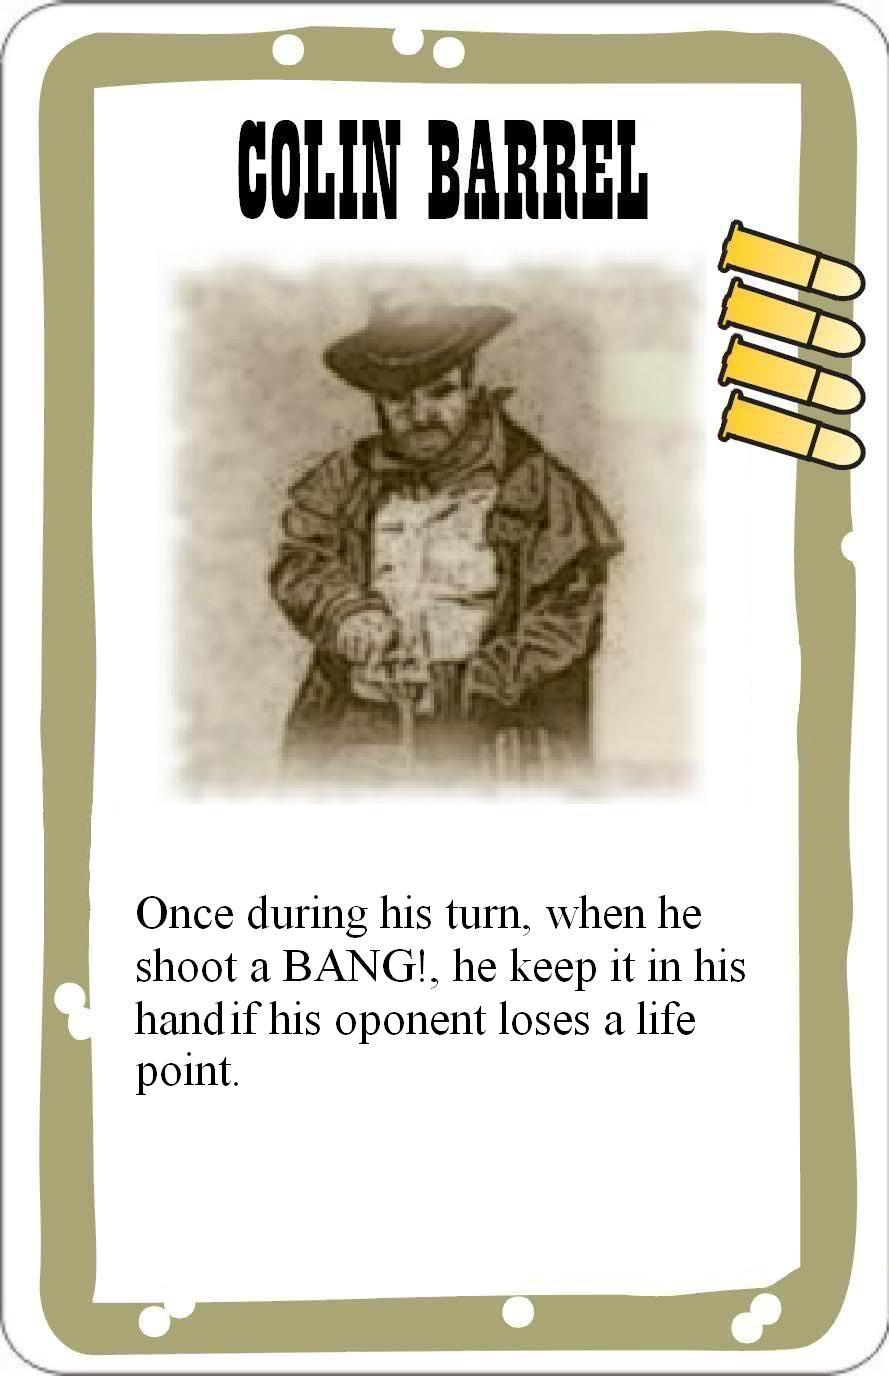 COLIN BARREL
Once during his turn, when he
shoot a BANG!, he keep it in his
hand if his oponent loses a life
point.